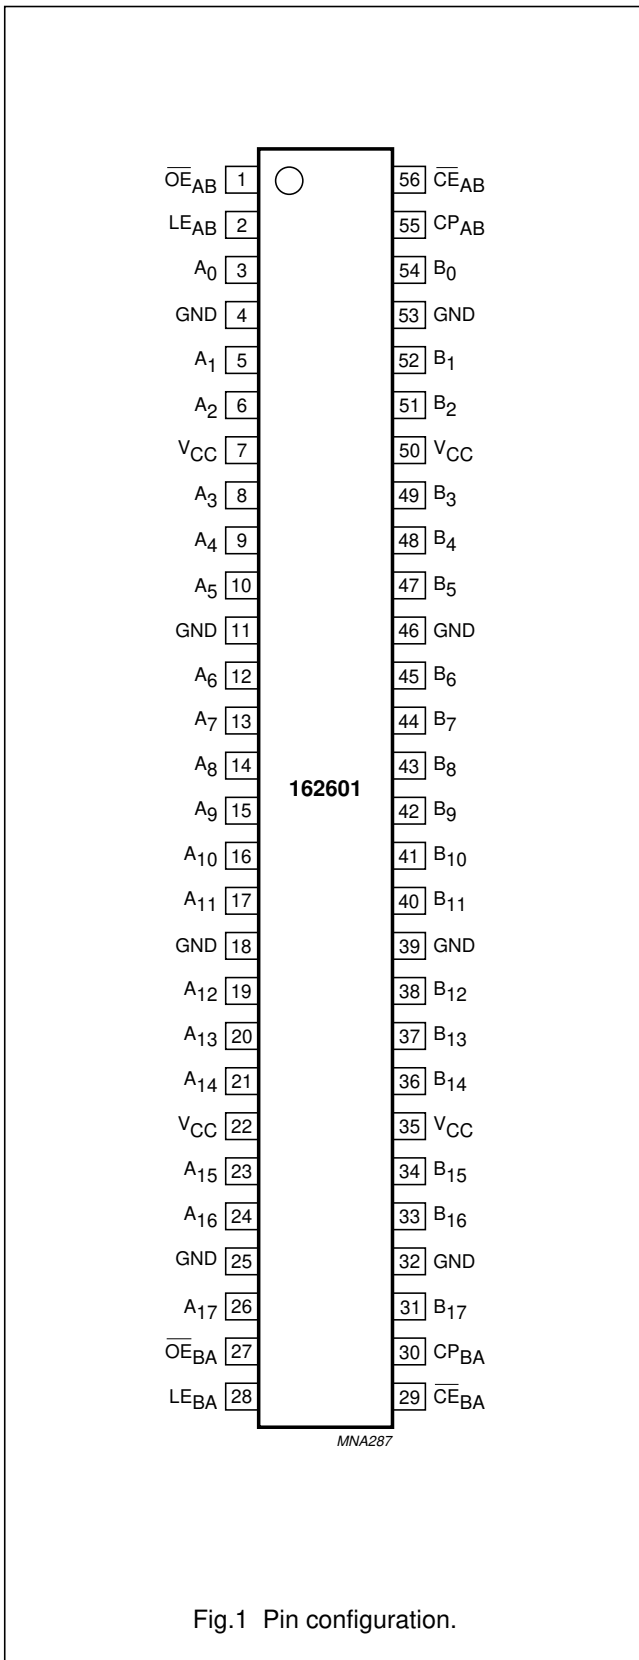 O̅E̅AB 1 56 C̅E̅AB
LEAB 2 55 CPAB
A0 3 54 B0
GND 4 53 GND
A1 5 52 B1
A2 6 51 B2
VCC 7 50 VCC
A3 8 49 B3
A4 9 48 B4
A5 10 47 B5
GND 11 46 GND
A6 12 45 B6
A7 13 44 B7
A8 14 43 B8
162601
A9 15 42 B9
A10 16 41 B10
A11 17 40 B11
GND 18 39 GND
A12 19 38 B12
A13 20 37 B13
A14 21 36 B14
VCC 22 35 VCC
A15 23 34 B15
A16 24 33 B16
GND 25 32 GND
A17 26 31 B17
O̅E̅BA 27 30 CPBA
LEBA 28 29 C̅E̅BA
MNA287
Fig.1 Pin configuration.